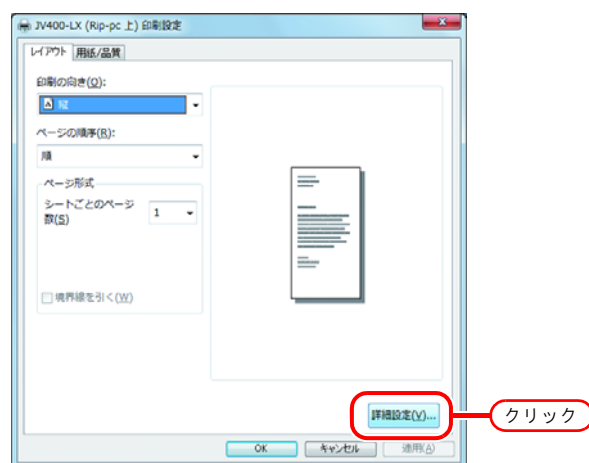 JV400-LX (Rip-pc 上) 印刷設定
レイアウト 用紙/品質
印刷の向き(O):
A 縦
ページの順序(R):
順
ページ形式
シートごとのページ
数(S)
1
境界線を引く(W)
詳細設定(V)...
クリック
OK キャンセル 適用(A)